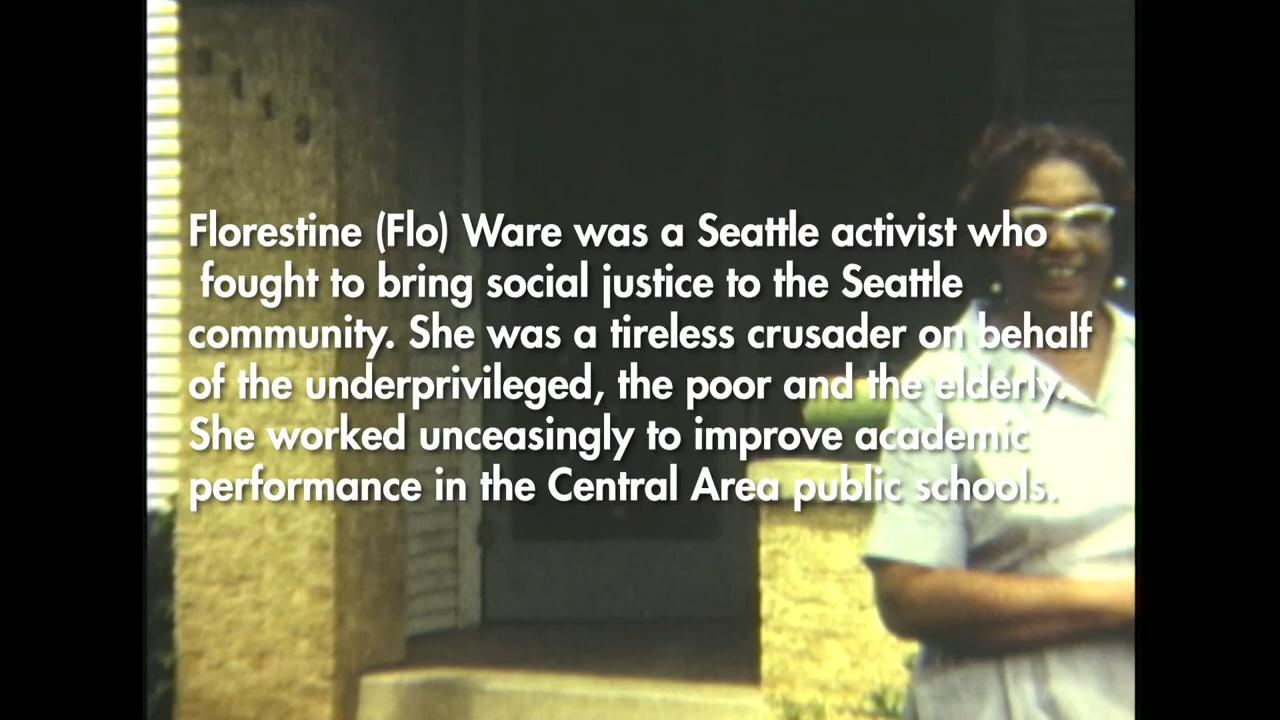 Florestine (Flo) Ware was a Seattle activist who
fought to bring social justice to the Seattle
community. She was a tireless crusader on behalf
of the underprivileged, the poor and the elderly.
She worked unceasingly to improve academic
performance in the Central Area public schools.